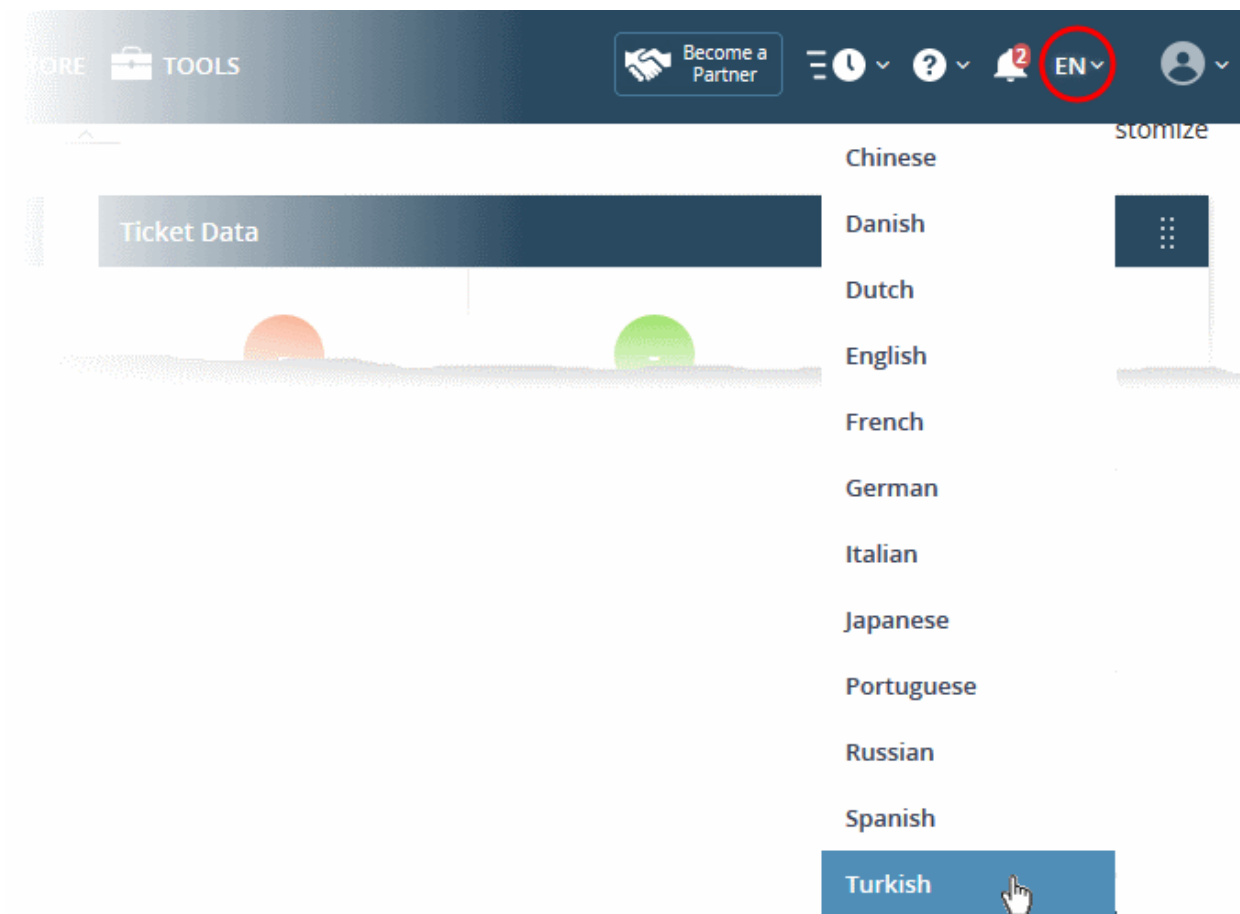 ORE
TOOLS
Become a
Partner
2
EN
stomize
Chinese
Ticket Data
Danish
Dutch
English
French
German
Italian
Japanese
Portuguese
Russian
Spanish
Turkish